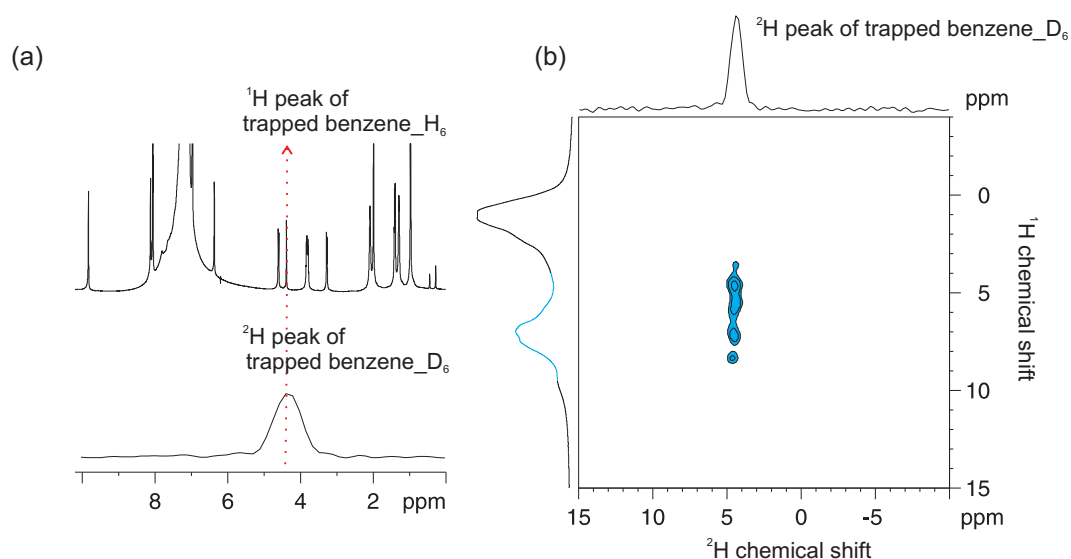 (a)
¹H peak of
trapped benzene_H₆
²H peak of
trapped benzene_D₆
8 6 4 2 ppm
(b)
²H peak of trapped benzene_D₆
ppm
0
5
10
15
¹H chemical shift
15 10 5 0 -5 ppm
²H chemical shift